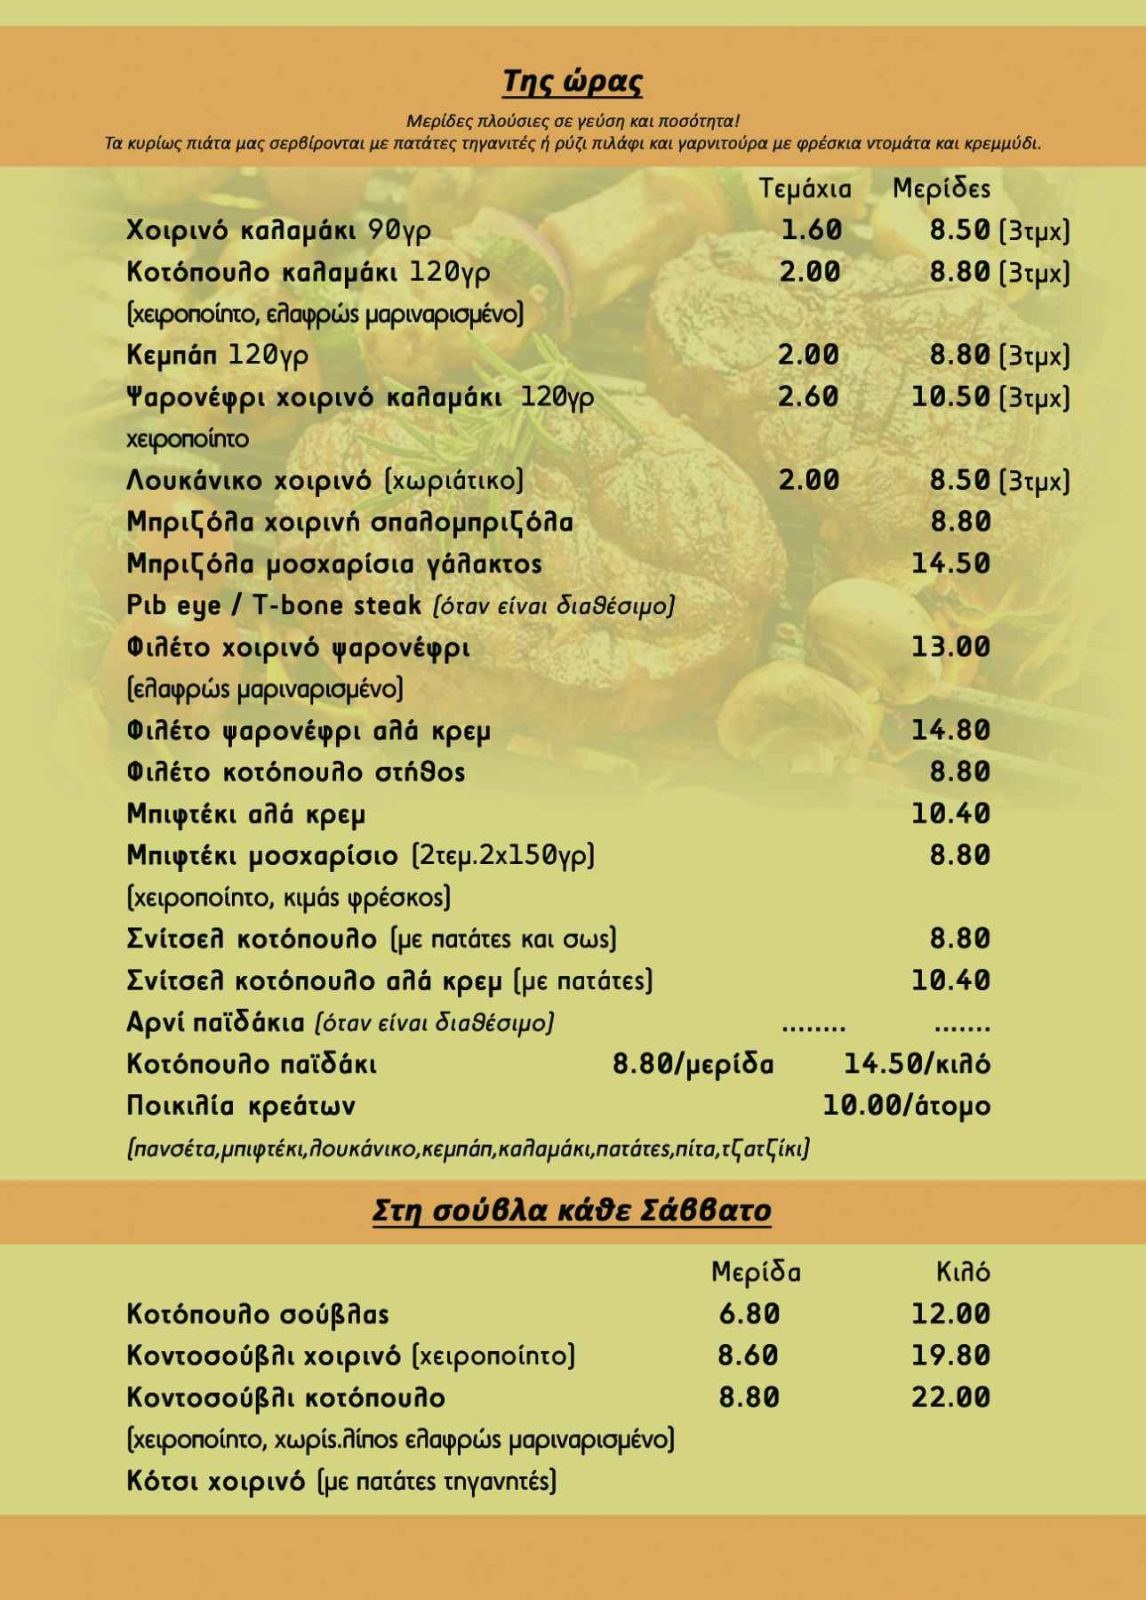 Της ώρας
Μερίδες πλούσιες σε γεύση και ποσότητα!
Τα κυρίως πιάτα μας σερβίρονται με πατάτες τηγανιτές ή ρύζι πιλάφι και γαρνιτούρα με φρέσκια ντομάτα και κρεμμύδι.
Τεμάχια Μερίδες
Χοιρινό καλαμάκι 90γρ 1.60 8.50 (3τμχ)
Κοτόπουλο καλαμάκι 120γρ 2.00 8.80 (3τμχ)
(χειροποίητο, ελαφρώς μαριναρισμένο)
Κεμπάπ 120γρ 2.00 8.80 (3τμχ)
Ψαρονέφρι χοιρινό καλαμάκι 120γρ 2.60 10.50 (3τμχ)
χειροποίητο
Λουκάνικο χοιρινό (χωριάτικο) 2.00 8.50 (3τμχ)
Μπριζόλα χοιρινή σπαλομπριζόλα 8.80
Μπριζόλα μοσχαρίσια γάλακτος 14.50
Ριb eye / T-bone steak (όταν είναι διαθέσιμο)
Φιλέτο χοιρινό ψαρονέφρι 13.00
(ελαφρώς μαριναρισμένο)
Φιλέτο ψαρονέφρι αλά κρεμ 14.80
Φιλέτο κοτόπουλο στήθος 8.80
Μπιφτέκι αλά κρεμ 10.40
Μπιφτέκι μοσχαρίσιο (2τεμ.2x150γρ) 8.80
(χειροποίητο, κιμάς φρέσκος)
Σνίτσελ κοτόπουλο (με πατάτες και σως) 8.80
Σνίτσελ κοτόπουλο αλά κρεμ (με πατάτες) 10.40
Αρνί παϊδάκια (όταν είναι διαθέσιμο) ........ .......
Κοτόπουλο παϊδάκι 8.80/μερίδα 14.50/κιλό
Ποικιλία κρεάτων 10.00/άτομο
(πανσέτα,μπιφτέκι,λουκάνικο,κεμπάπ,καλαμάκι,πατάτες,πίτα,τζατζίκι)
Στη σούβλα κάθε Σάββατο
Μερίδα Κιλό
Κοτόπουλο σούβλας 6.80 12.00
Κοντοσούβλι χοιρινό (χειροποίητο) 8.60 19.80
Κοντοσούβλι κοτόπουλο 8.80 22.00
(χειροποίητο, χωρίς.λίπος ελαφρώς μαριναρισμένο)
Κότσι χοιρινό (με πατάτες τηγανητές)